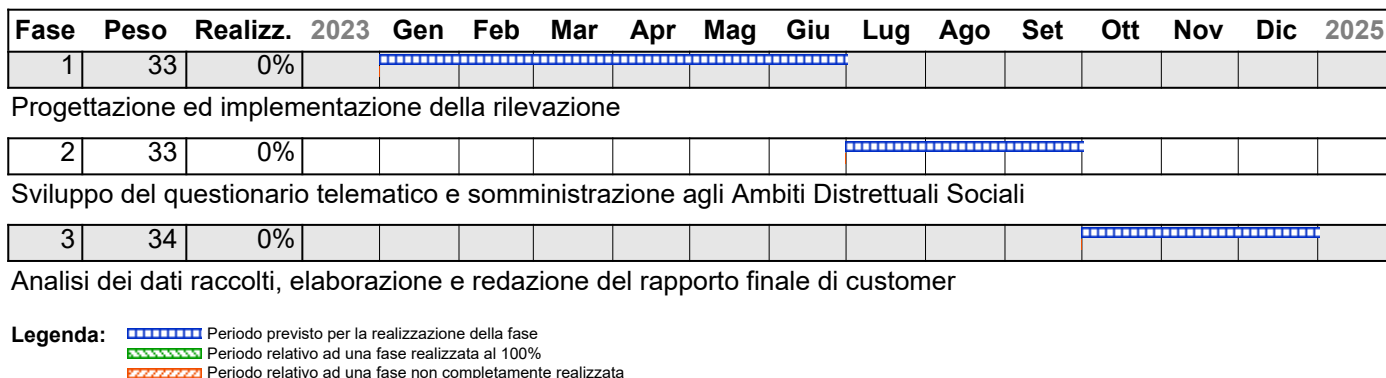 Fase Peso Realizz. 2023 Gen Feb Mar Apr Mag Giu Lug Ago Set Ott Nov Dic 2025
1 33 0%
Progettazione ed implementazione della rilevazione
2 33 0%
Sviluppo del questionario telematico e somministrazione agli Ambiti Distrettuali Sociali
3 34 0%
Analisi dei dati raccolti, elaborazione e redazione del rapporto finale di customer
Legenda: Periodo previsto per la realizzazione della fase
Periodo relativo ad una fase realizzata al 100%
Periodo relativo ad una fase non completamente realizzata